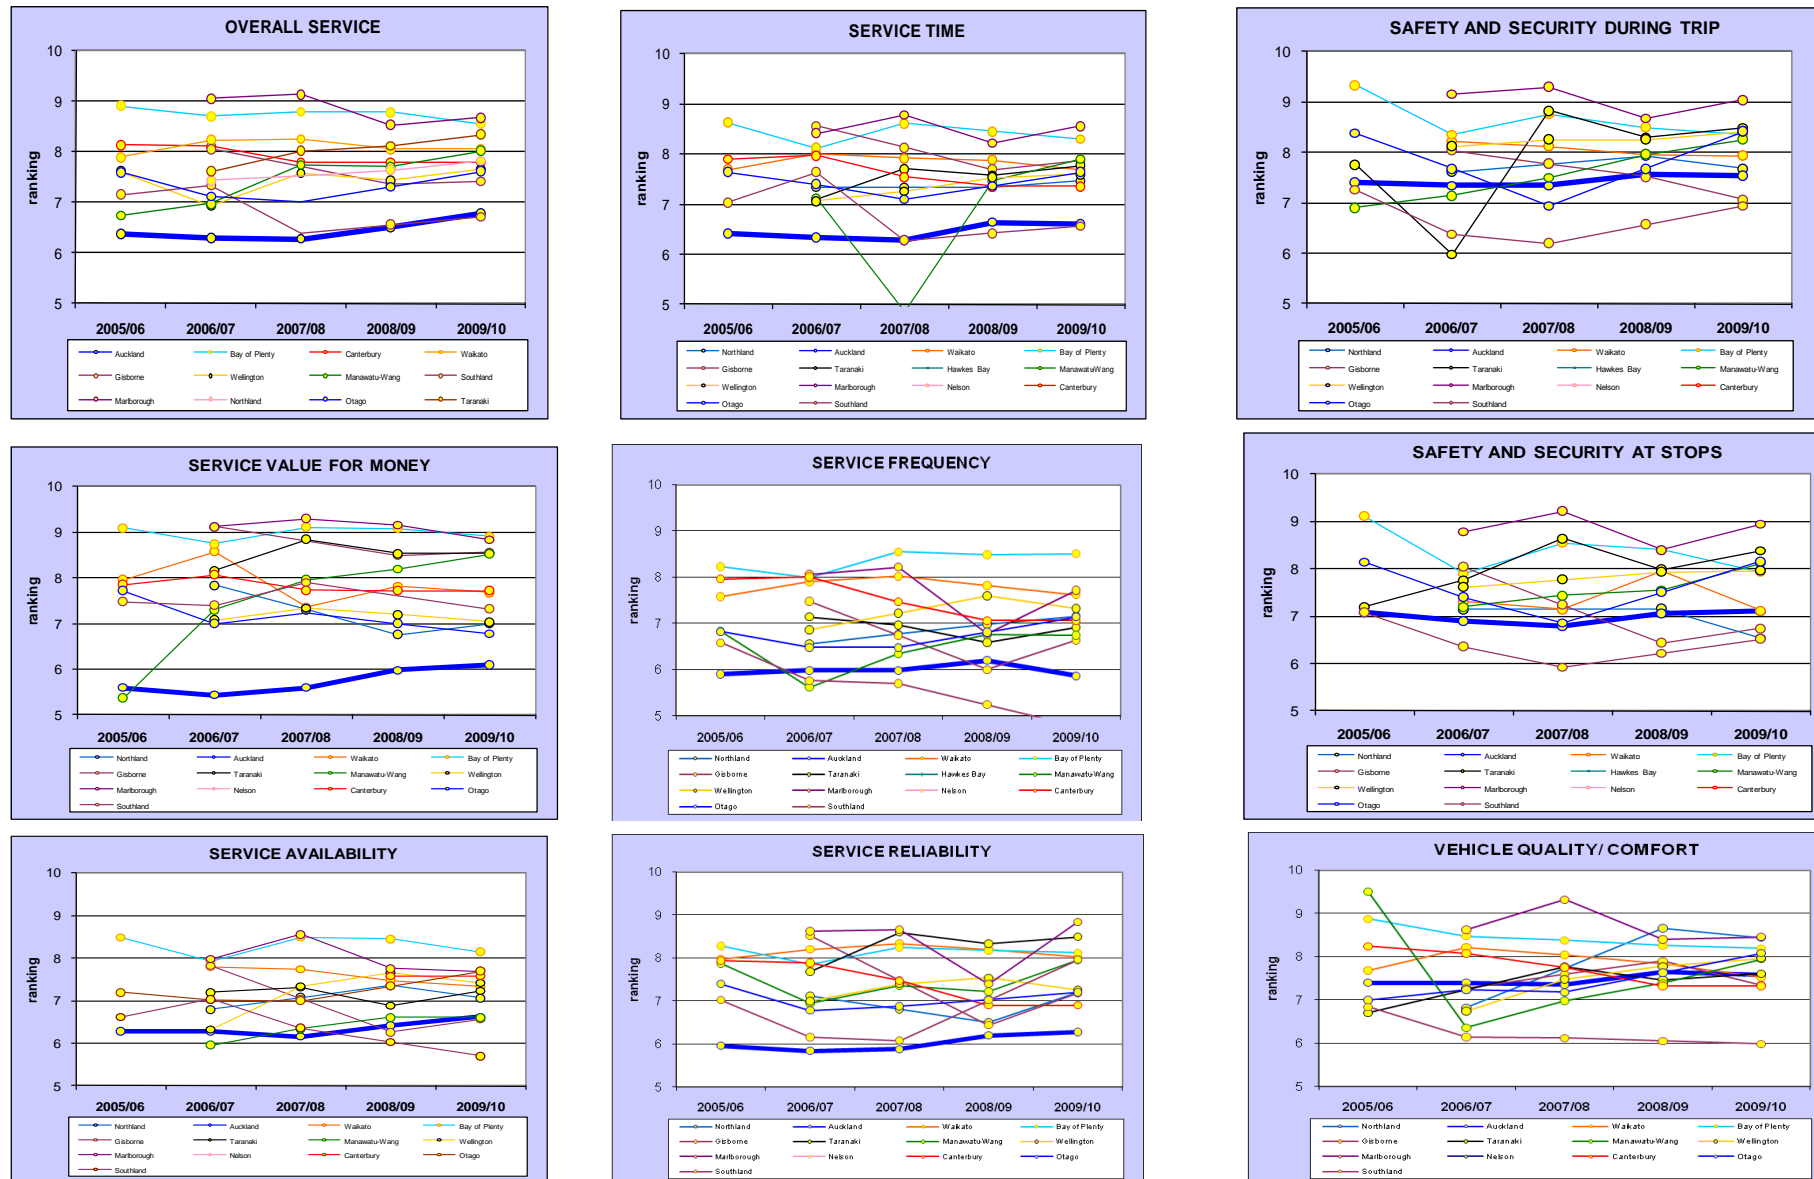 OVERALL SERVICE
ranking
10
9
8
7
6
5
2005/06 2006/07 2007/08 2008/09 2009/10
Auckland Bay of Plenty Canterbury Waikato
Gisborne Wellington Manawatu-Wang Southland
Marlborough Northland Otago Taranaki
SERVICE TIME
ranking
10
9
8
7
6
5
2005/06 2006/07 2007/08 2008/09 2009/10
Northland Auckland Waikato Bay of Plenty
Gisborne Taranaki Hawkes Bay ManawatuWang
Wellington Marlborough Nelson Canterbury
Otago Southland
SAFETY AND SECURITY DURING TRIP
ranking
10
9
8
7
6
5
2005/06 2006/07 2007/08 2008/09 2009/10
Northland Auckland Waikato Bay of Plenty
Gisborne Taranaki Hawkes Bay Manawatu-Wang
Wellington Marlborough Nelson Canterbury
Otago Southland
SERVICE VALUE FOR MONEY
ranking
10
9
8
7
6
5
2005/06 2006/07 2007/08 2008/09 2009/10
Northland Auckland Waikato Bay of Plenty
Gisborne Taranaki Manawatu-Wang Wellington
Marlborough Nelson Canterbury Otago
Southland
SERVICE FREQUENCY
ranking
10
9
8
7
6
5
2005/06 2006/07 2007/08 2008/09 2009/10
Northland Auckland Waikato Bay of Plenty
Gisborne Taranaki Hawkes Bay Manawatu-Wang
Wellington Marlborough Nelson Canterbury
Otago Southland
SAFETY AND SECURITY AT STOPS
ranking
10
9
8
7
6
5
2005/06 2006/07 2007/08 2008/09 2009/10
Northland Auckland Waikato Bay of Plenty
Gisborne Taranaki Hawkes Bay Manawatu-Wang
Wellington Marlborough Nelson Canterbury
Otago Southland
SERVICE AVAILABILITY
ranking
10
9
8
7
6
5
2005/06 2006/07 2007/08 2008/09 2009/10
Northland Auckland Waikato Bay of Plenty
Gisborne Taranaki Manawatu-Wang Wellington
Marlborough Nelson Canterbury Otago
Southland
SERVICE RELIABILITY
ranking
10
9
8
7
6
5
2005/06 2006/07 2007/08 2008/09 2009/10
Northland Auckland Waikato Bay of Plenty
Gisborne Taranaki Manawatu-Wang Wellington
Marlborough Nelson Canterbury Otago
Southland
VEHICLE QUALITY/ COMFORT
ranking
10
9
8
7
6
5
2005/06 2006/07 2007/08 2008/09 2009/10
Northland Auckland Waikato Bay of Plenty
Gisborne Taranaki Manawatu-Wang Wellington
Marlborough Nelson Canterbury Otago
Southland